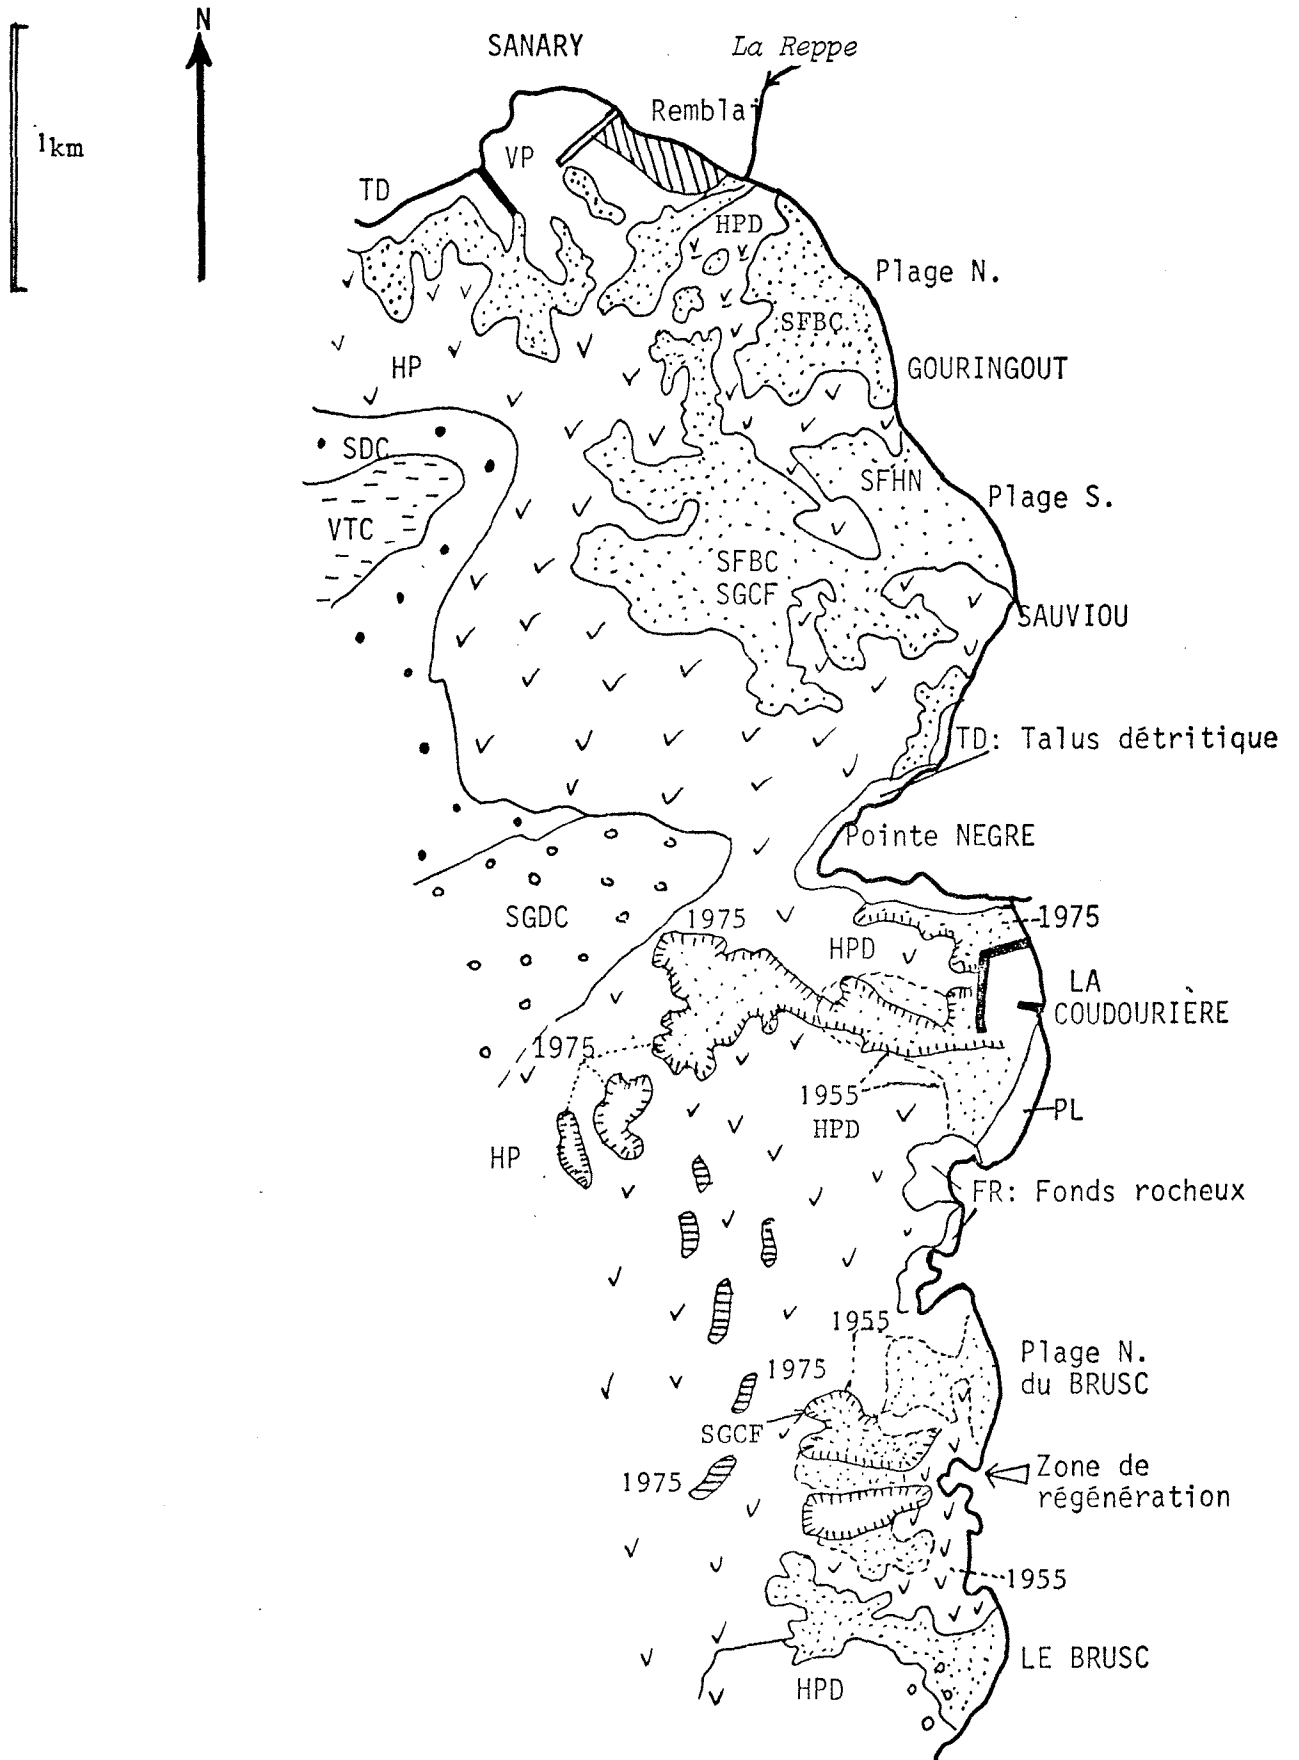 N
SANARY
La Reppe
Remblai
1km
VP
TD
HPD
Plage N.
SFBC
HP
GOURINGOUT
SDC
SFHN
Plage S.
VTC
SFBC
SGCF
SAUVIOU
TD: Talus détritique
Pointe NEGRE
SGDC
1975
HPD
1975
LA
COUDOURIÈRE
1975
1955
HPD
PL
HP
FR: Fonds rocheux
1955
Plage N.
du BRUSC
1975
SGCF
1975
Zone de
régénération
1955
LE BRUSC
HPD